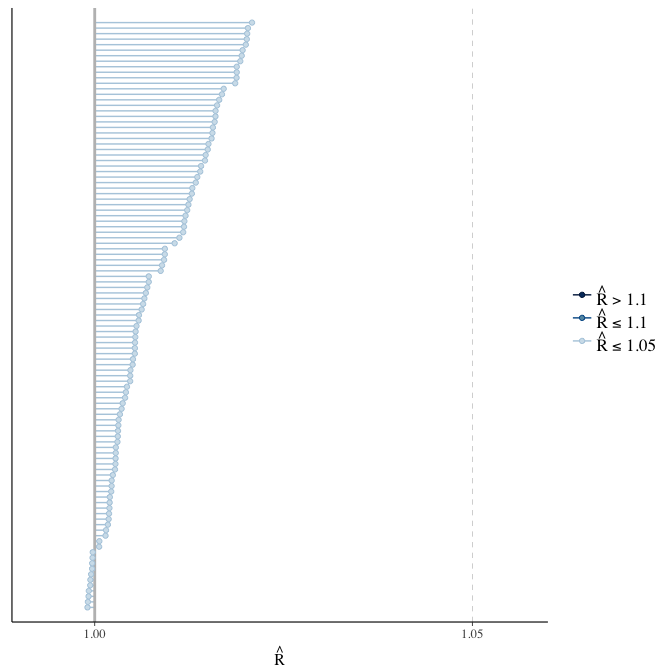 R̂ > 1.1
R̂ ≤ 1.1
R̂ ≤ 1.05
1.00 1.05
R̂